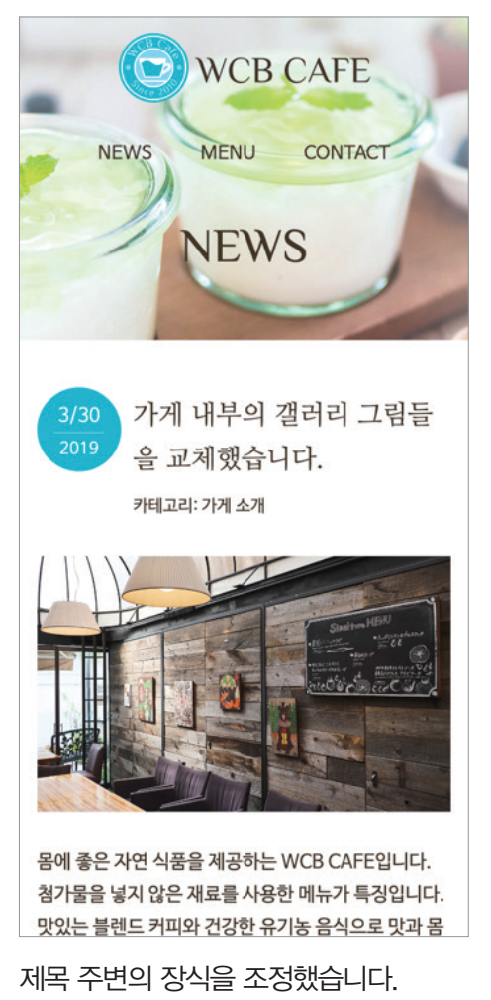 WCB Cafe
Since 2010
WCB CAFE
NEWS MENU CONTACT
NEWS
3/30
2019
가게 내부의 갤러리 그림들
을 교체했습니다.
카테고리: 가게 소개
몸에 좋은 자연 식품을 제공하는 WCB CAFE입니다.
첨가물을 넣지 않은 재료를 사용한 메뉴가 특징입니다.
맛있는 블렌드 커피와 건강한 유기농 음식으로 맛과 몸
제목 주변의 장식을 조정했습니다.